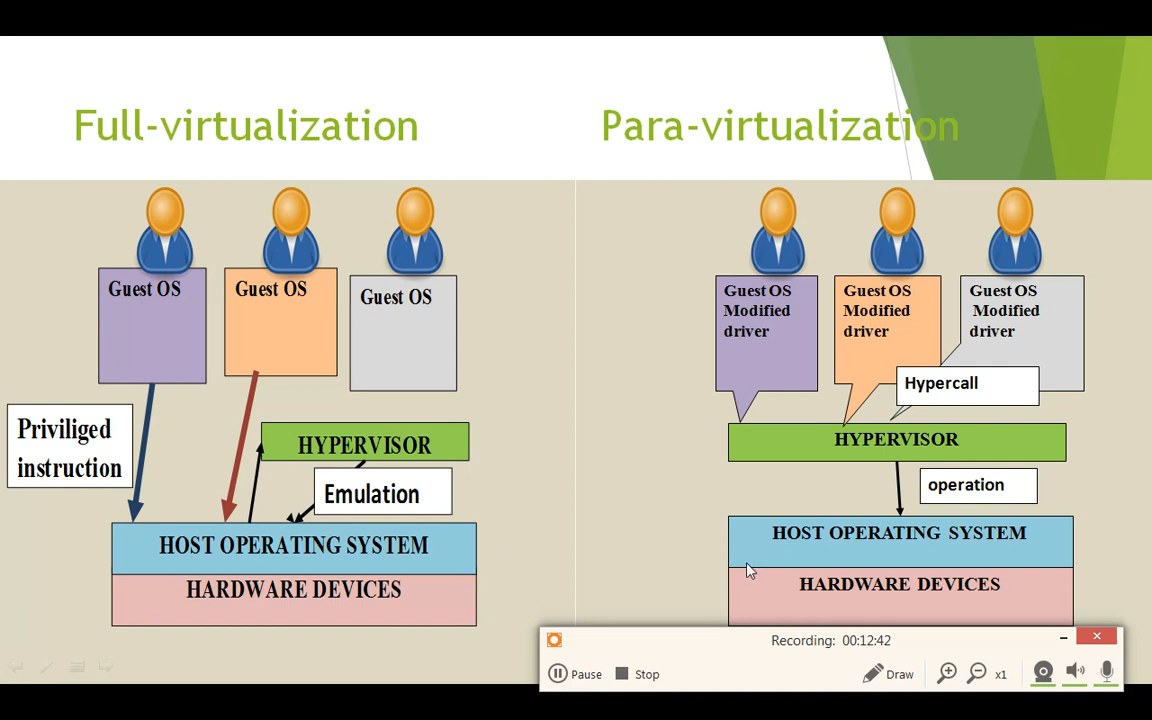 Full-virtualization
Para-virtualization
Guest OS
Guest OS
Guest OS
Priviliged
instruction
HYPERVISOR
Emulation
HOST OPERATING SYSTEM
HARDWARE DEVICES
Guest OS
Modified
driver
Guest OS
Modified
driver
Guest OS
Modified
driver
Hypercall
HYPERVISOR
operation
HOST OPERATING SYSTEM
HARDWARE DEVICES
Recording: 00:12:42
Pause
Stop
Draw
x1